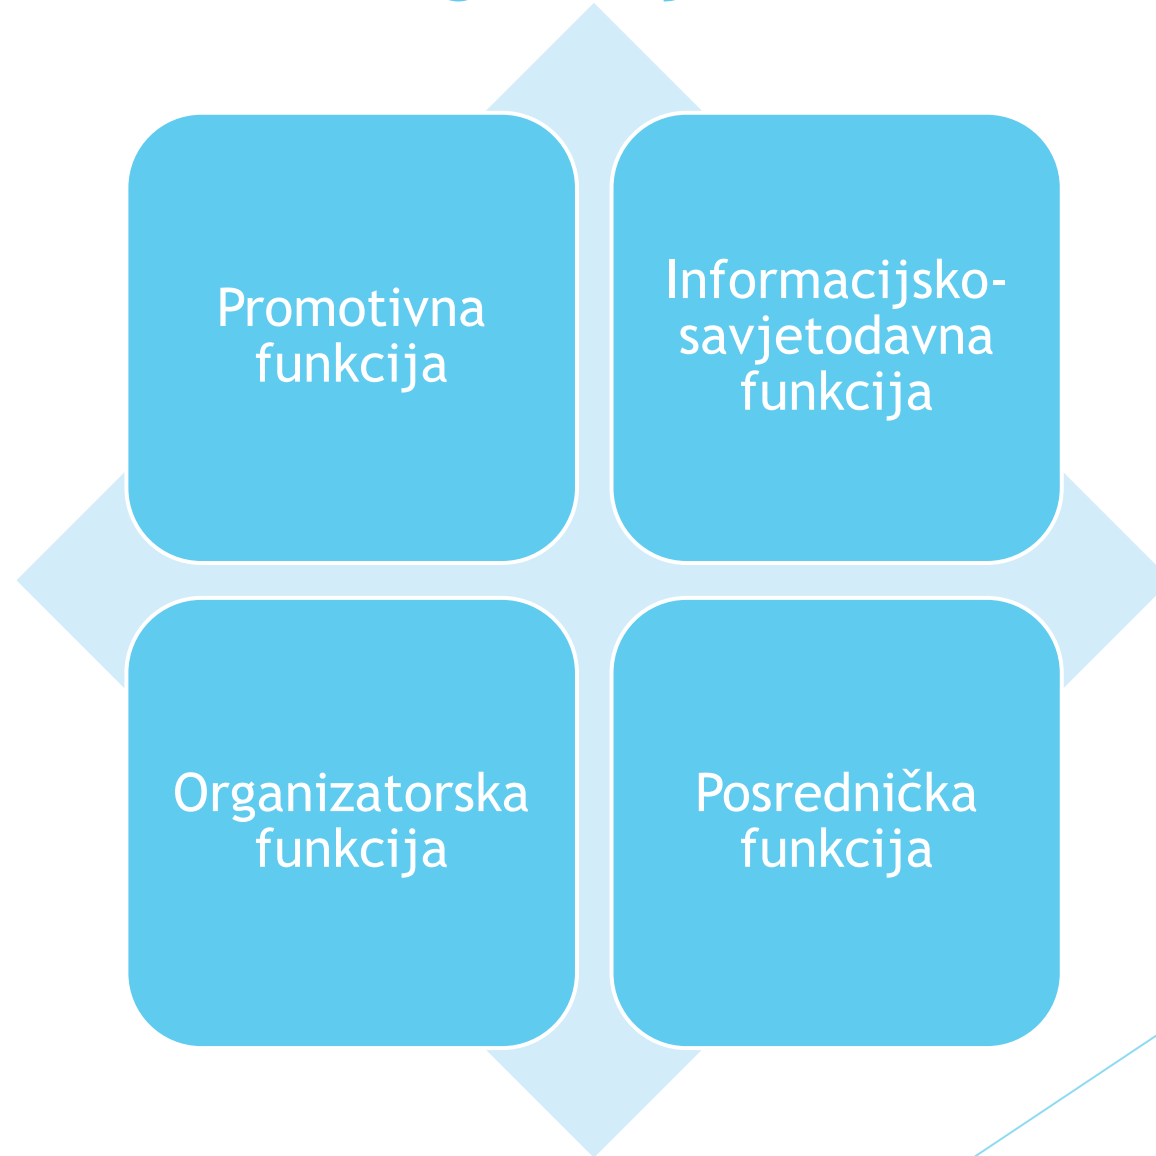 Promotivna
funkcija
Informacijsko-
savjetodavna
funkcija
Organizatorska
funkcija
Posrednička
funkcija